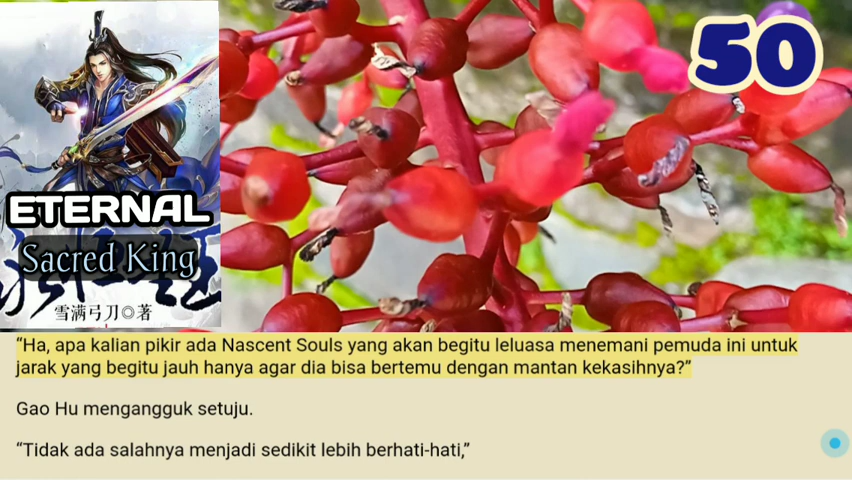 50
ETERNAL
Sacred King
雪满弓刀◎著
“Ha, apa kalian pikir ada Nascent Souls yang akan begitu leluasa menemani pemuda ini untuk
jarak yang begitu jauh hanya agar dia bisa bertemu dengan mantan kekasihnya?”
Gao Hu mengangguk setuju.
“Tidak ada salahnya menjadi sedikit lebih berhati-hati,”